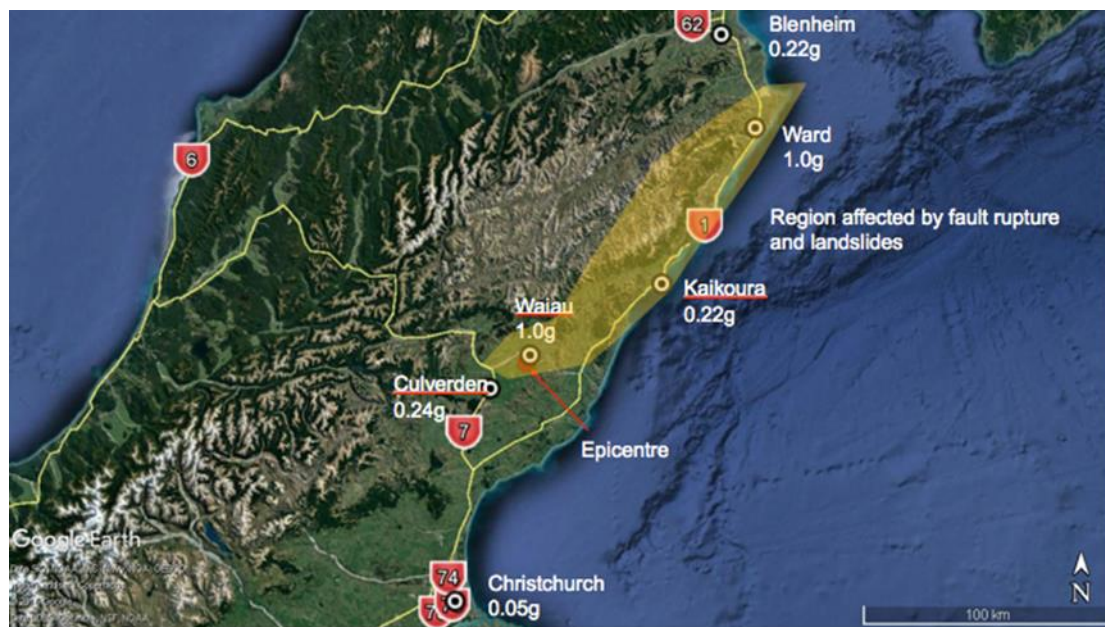 62
Blenheim
0.22g
6
Ward
1.0g
1
Region affected by fault rupture
and landslides
Kaikoura
0.22g
Waiau
1.0g
Culverden
0.24g
7
Epicentre
Google Earth
74
Christchurch
0.05g
N
100 km